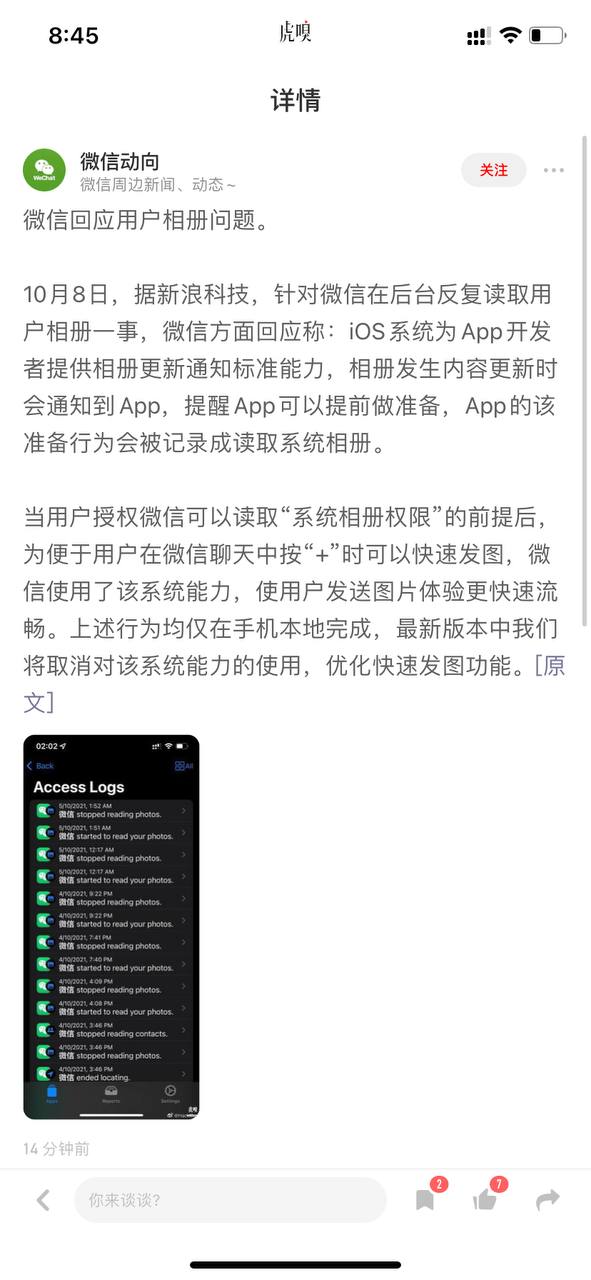 8:45
虎嗅
详情
微信动向
WeChat
微信周边新闻、动态~
关注
微信回应用户相册问题。
10月8日，据新浪科技，针对微信在后台反复读取用
户相册一事，微信方面回应称：iOS系统为App开发
者提供相册更新通知标准能力，相册发生内容更新时
会通知到App，提醒App可以提前做准备，App的该
准备行为会被记录成读取系统相册。
当用户授权微信可以读取“系统相册权限”的前提后，
为便于用户在微信聊天中按“+”时可以快速发图，微
信使用了该系统能力，使用户发送图片体验更快速流
畅。上述行为均仅在手机本地完成，最新版本中我们
将取消对该系统能力的使用，优化快速发图功能。[原
文]
02:02
Back
All
Access Logs
5/10/2021, 1:52 AM
微信 stopped reading photos.
5/10/2021, 1:51 AM
微信 started to read your photos.
5/10/2021, 12:17 AM
微信 stopped reading photos.
5/10/2021, 12:17 AM
微信 started to read your photos.
4/10/2021, 9:22 PM
微信 stopped reading photos.
4/10/2021, 9:22 PM
微信 started to read your photos.
4/10/2021, 7:41 PM
微信 stopped reading photos.
4/10/2021, 7:40 PM
微信 started to read your photos.
4/10/2021, 4:09 PM
微信 stopped reading photos.
4/10/2021, 4:08 PM
微信 started to read your photos.
4/10/2021, 3:46 PM
微信 stopped reading contacts.
4/10/2021, 3:46 PM
微信 stopped reading photos.
4/10/2021, 3:46 PM
微信 ended locating.
Apps
Reports
Settings
虎嗅
14 分钟前
你来谈谈?
2
7